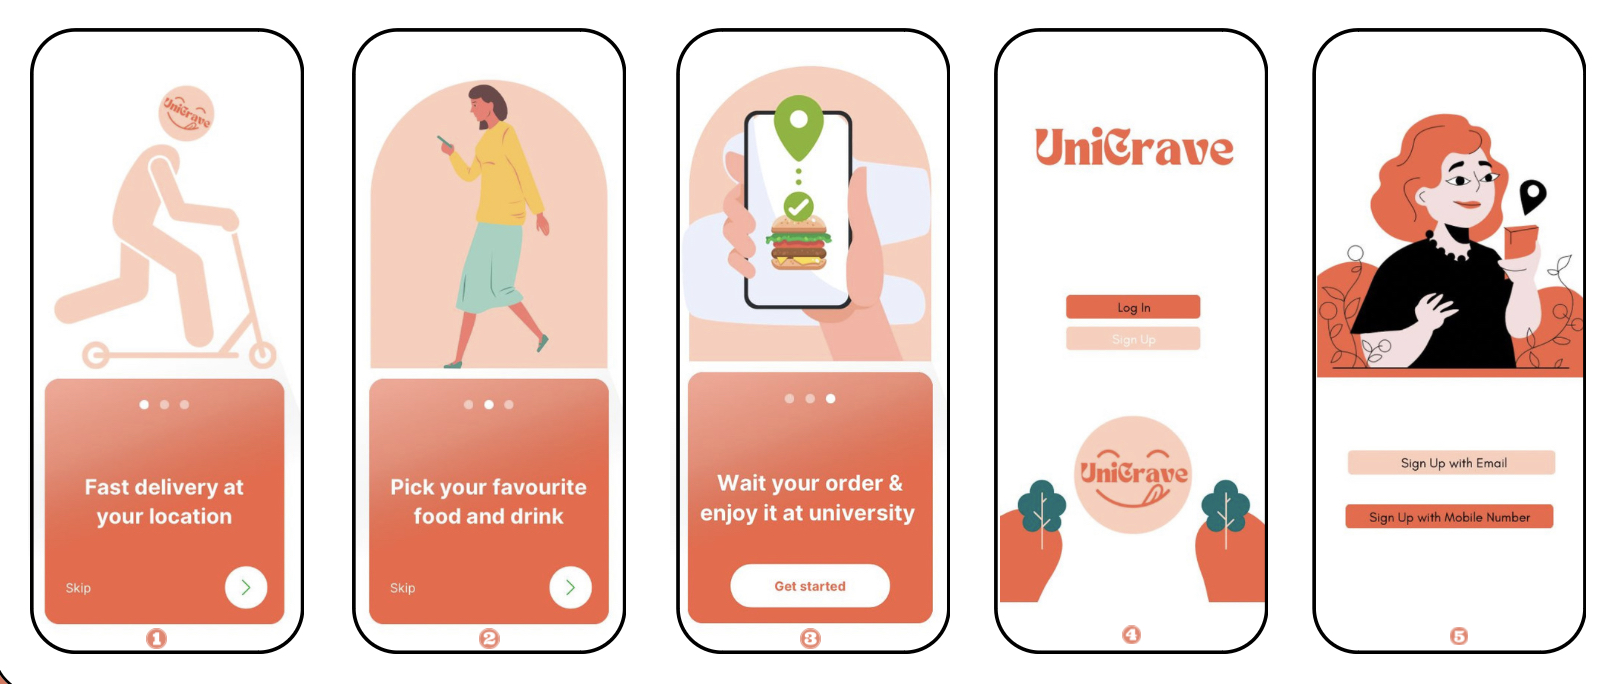 UniCrave
Fast delivery at
your location
Skip
1
Pick your favourite
food and drink
Skip
2
Wait your order &
enjoy it at university
Get started
3
UniCrave
Log In
Sign Up
UniCrave
4
Sign Up with Email
Sign Up with Mobile Number
5